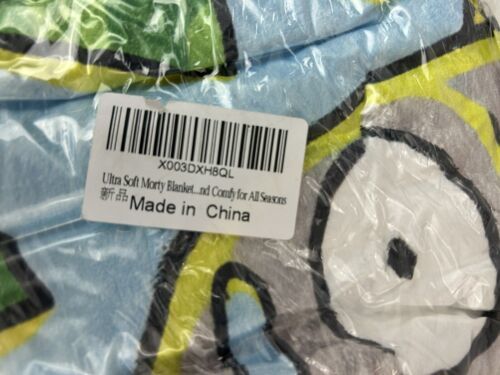 X003DXH8QL
Ultra Soft Morty Blanket...nd Comfy for All Seasons
新品
Made in China